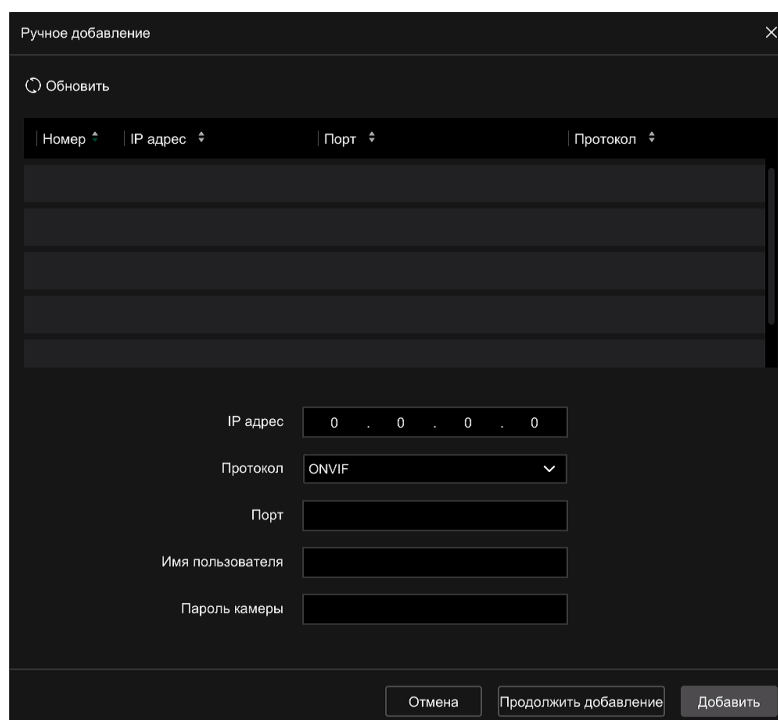 Ручное добавление
Обновить
Номер IP адрес Порт Протокол
IP адрес 0 . 0 . 0 . 0
Протокол ONVIF
Порт
Имя пользователя
Пароль камеры
Отмена Продолжить добавление Добавить